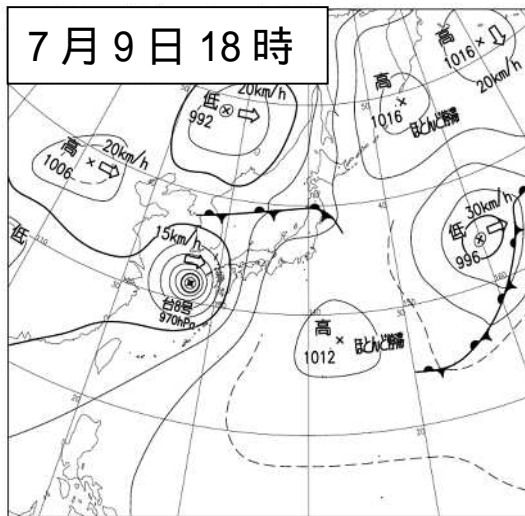 7月9日18時
高
1016
20km/h
高
1016
ほとんど停滞
20km/h
低
992
高
1006
20km/h
低
30km/h
低
996
15km/h
台8号
970hPa
高
1012
ほとんど停滞